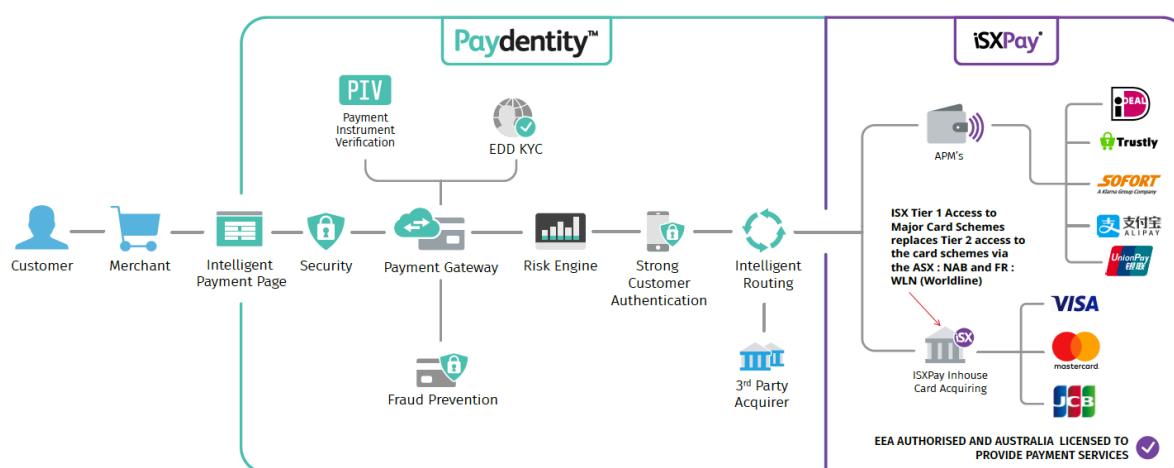 Paydentity™
iSXPay®
PIV
Payment
Instrument
Verification
EDD KYC
Customer
Merchant
Intelligent
Payment Page
Security
Payment Gateway
Risk Engine
Strong
Customer
Authentication
Intelligent
Routing
Fraud Prevention
3rd Party
Acquirer
APM's
iDEAL
Trustly
SOFORT
A Klarna Group Company
支付宝
ALIPAY
UnionPay
银联
ISX Tier 1 Access to
Major Card Schemes
replaces Tier 2 access to
the card schemes via
the ASX : NAB and FR :
WLN (Worldline)
iSX
ISXPay Inhouse
Card Acquiring
VISA
mastercard
JCB
EEA AUTHORISED AND AUSTRALIA LICENSED TO
PROVIDE PAYMENT SERVICES